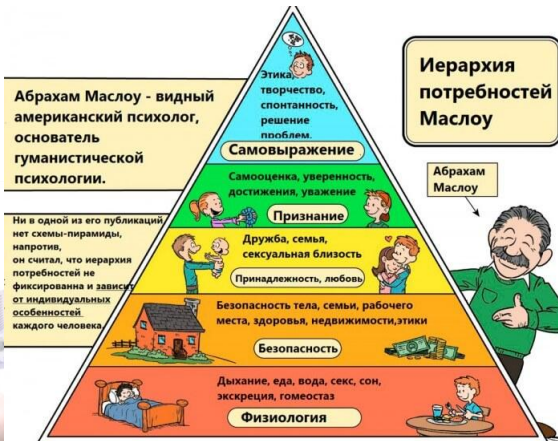 Иерархия
потребностей
Маслоу
Абрахам Маслоу - видный
американский психолог,
основатель
гуманистической
психологии.
Ни в одной из его публикаций
нет схемы-пирамиды,
напротив,
он считал, что иерархия
потребностей не
фиксированна и зависит
от индивидуальных
особенностей
каждого человека.
Абрахам
Маслоу
Этика,
творчество,
спонтанность,
решение
проблем.
Самовыражение
Самооценка, уверенность,
достижения, уважение
Признание
Дружба, семья,
сексуальная близость
Принадлежность, любовь
Безопасность тела, семьи, рабочего
места, здоровья, недвижимости,этики
Безопасность
Дыхание, еда, вода, секс, сон,
экскреция, гомеостаз
Физиология